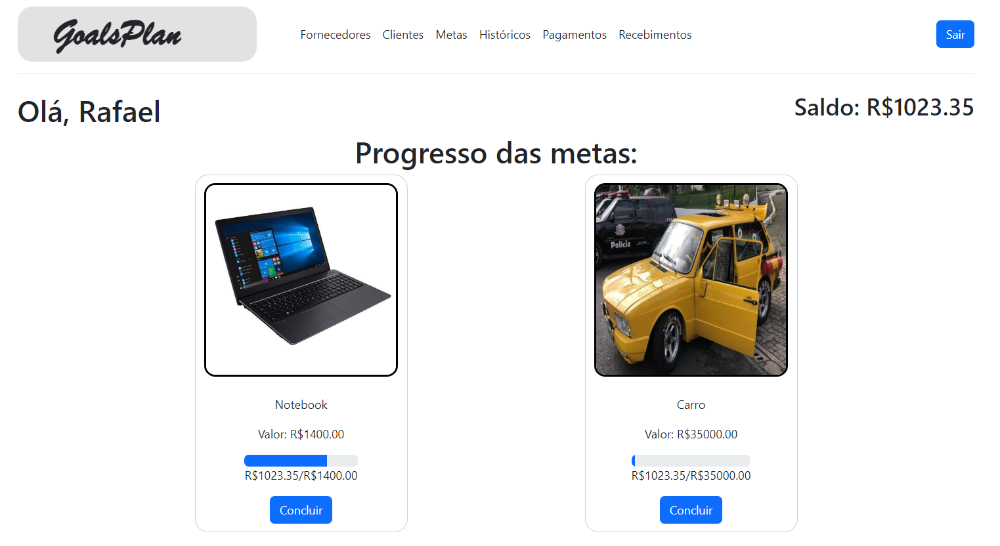 GoalsPlan
Fornecedores Clientes Metas Históricos Pagamentos Recebimentos
Sair
Olá, Rafael
Saldo: R$1023.35
Progresso das metas:
Polícia
Notebook
Valor: R$1400.00
R$1023.35/R$1400.00
Concluir
Carro
Valor: R$35000.00
R$1023.35/R$35000.00
Concluir